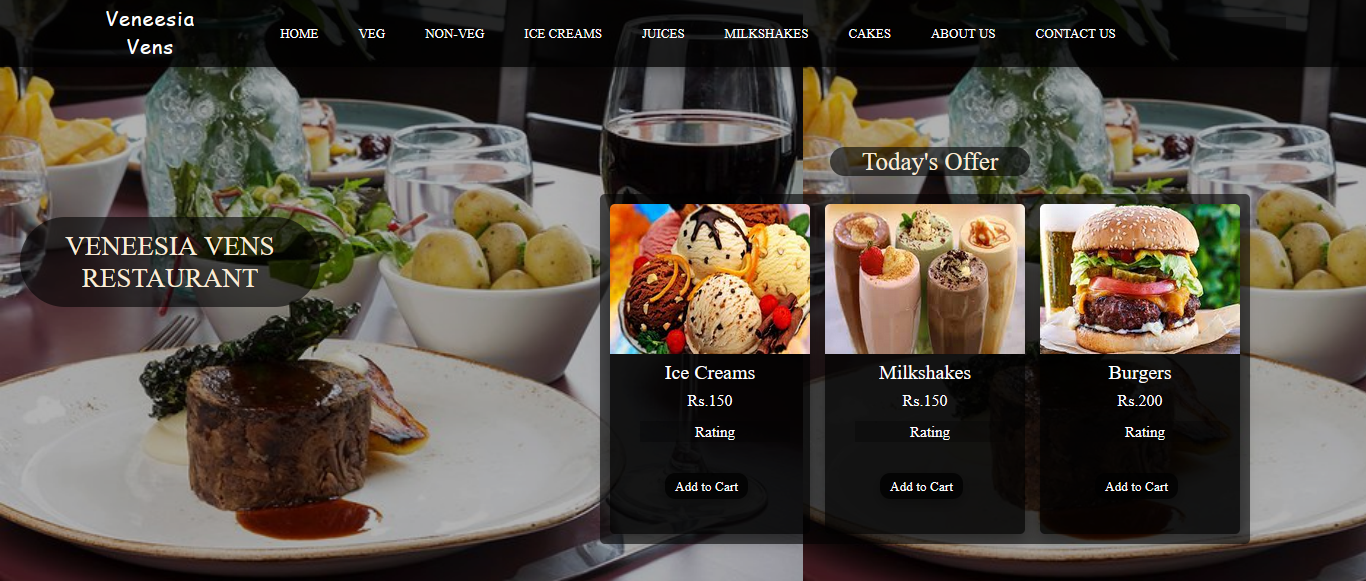 Veneesia
Vens
HOME VEG NON-VEG ICE CREAMS JUICES MILKSHAKES CAKES ABOUT US CONTACT US
Today's Offer
VENEESIA VENS
RESTAURANT
Ice Creams Milkshakes Burgers
Rs.150 Rs.150 Rs.200
Rating Rating Rating
Add to Cart Add to Cart Add to Cart